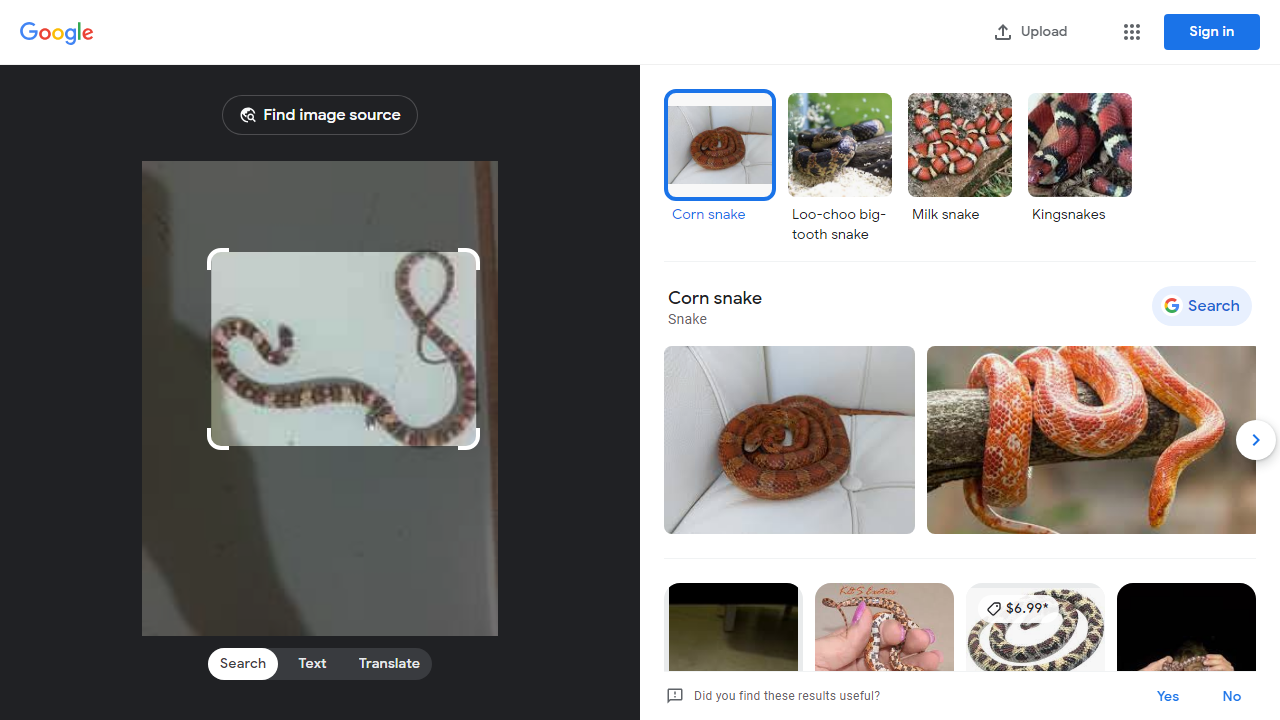 Google
Upload
Sign in
Find image source
Corn snake
Loo-choo big-
tooth snake
Milk snake
Kingsnakes
Corn snake
Snake
Search
K&S Exotics
$6.99*
Search
Text
Translate
Did you find these results useful?
Yes
No